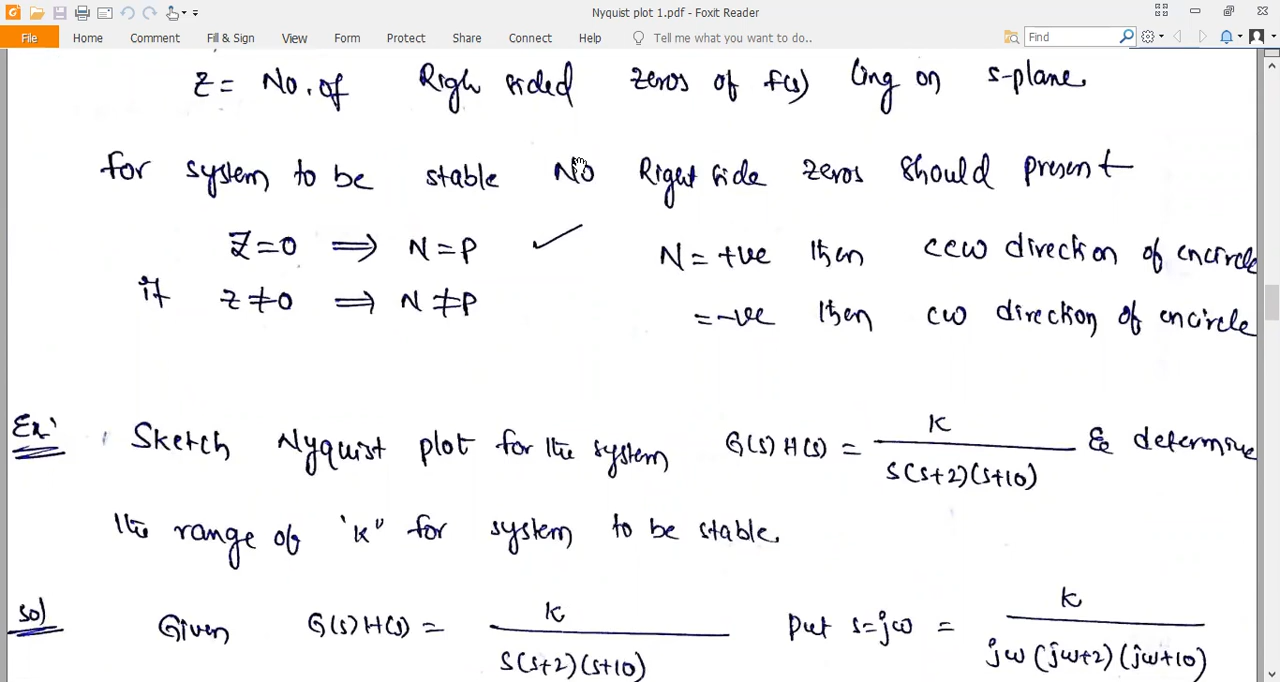 Nyquist plot 1.pdf - Foxit Reader
File Home Comment Fill & Sign View Form Protect Share Connect Help Tell me what you want to do.. Find
Z = No. of Righ sided zeros of f(s) ling on s-plane
for system to be stable No Right side zeros should present
Z=0 ⟹ N=P ✓ N = +ve then ccw direction of encircle
if Z≠0 ⟹ N≠P = -ve then cw direction of encircle
Ex: Sketch Nyquist plot for the system G(s)H(s) = K / s(s+2)(s+10) & determine
the range of 'K" for system to be stable.
Sol Given G(s)H(s) = K / s(s+2)(s+10) put s=jω = K / jω(jω+2)(jω+10)